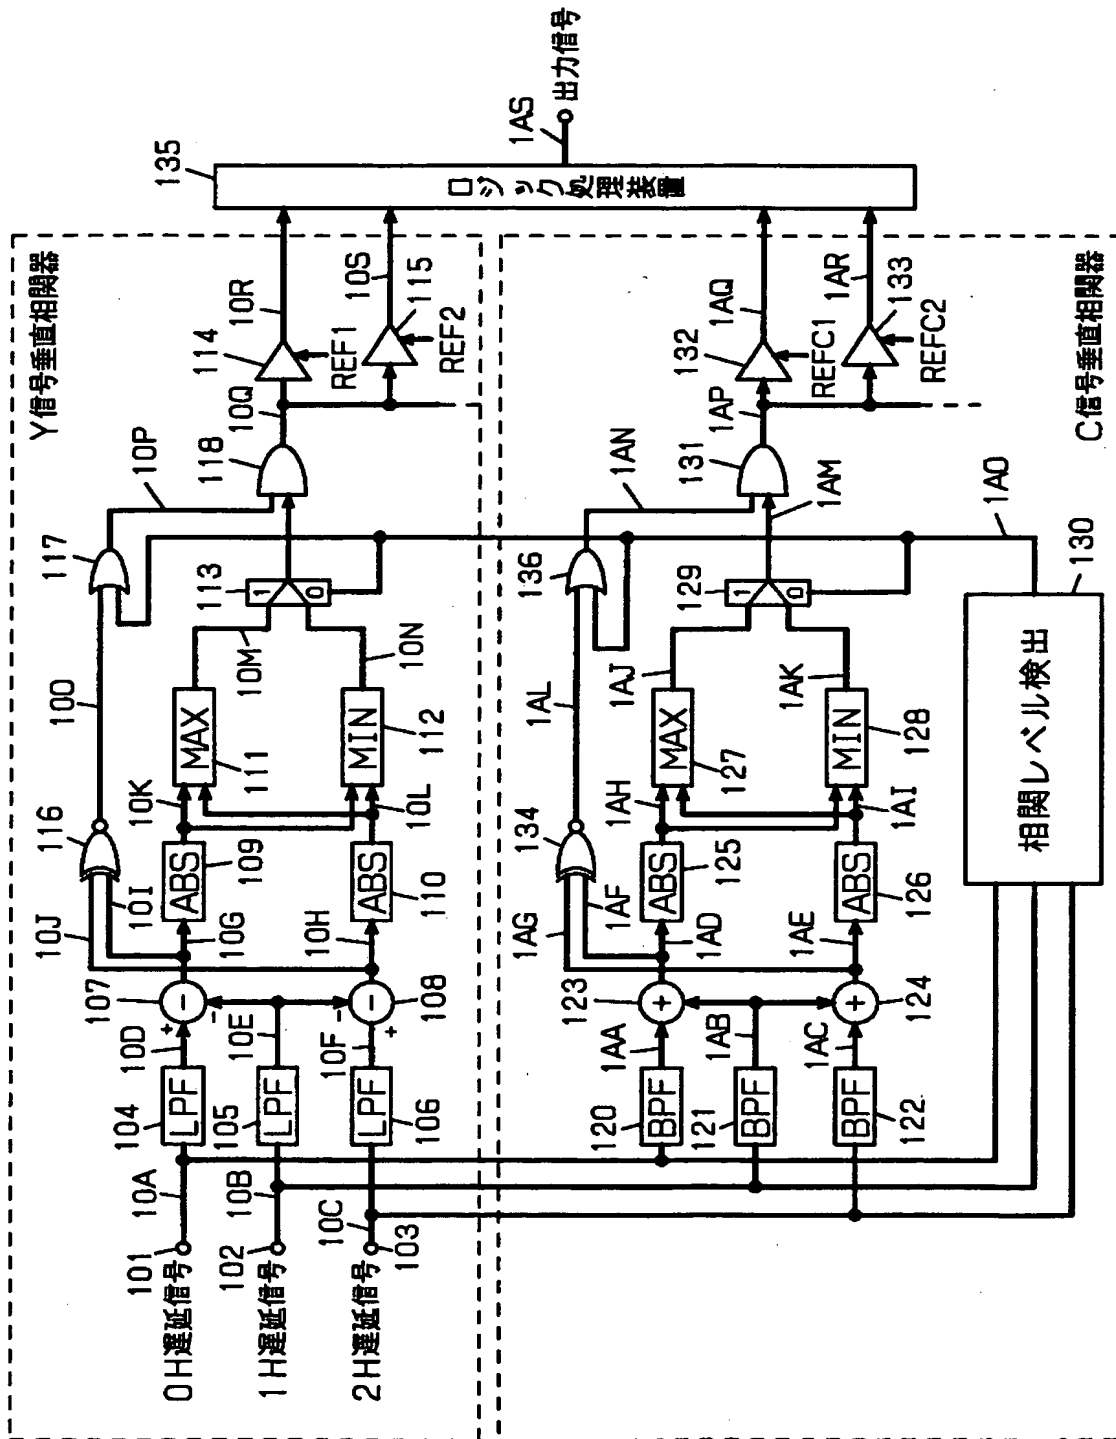 Y信号垂直相関器
0H遅延信号
101
10A
104
LPF
10D
+
-
107
-
10G
10J
10I
116
ABS
109
10K
MAX
111
10O
10M
117
10P
113
1
0
118
10Q
114
REF1
10R
1H遅延信号
102
10B
105
LPF
10E
2H遅延信号
103
10C
LPF
106
10F
+
-
-
108
10H
ABS
110
10L
MIN
112
10N
10S
115
REF2
135
ロジック処理装置
1AS
出力信号
C信号垂直相関器
120
BPF
1AA
123
+
1AD
1AG
1AF
134
ABS
125
1AH
MAX
127
1AL
1AJ
136
1AN
129
1
0
131
1AM
1AP
132
REFC1
1AQ
121
BPF
1AB
BPF
122
1AC
+
124
1AE
ABS
126
1AI
MIN
128
1AK
1AR
133
REFC2
1AO
130
相関レベル検出